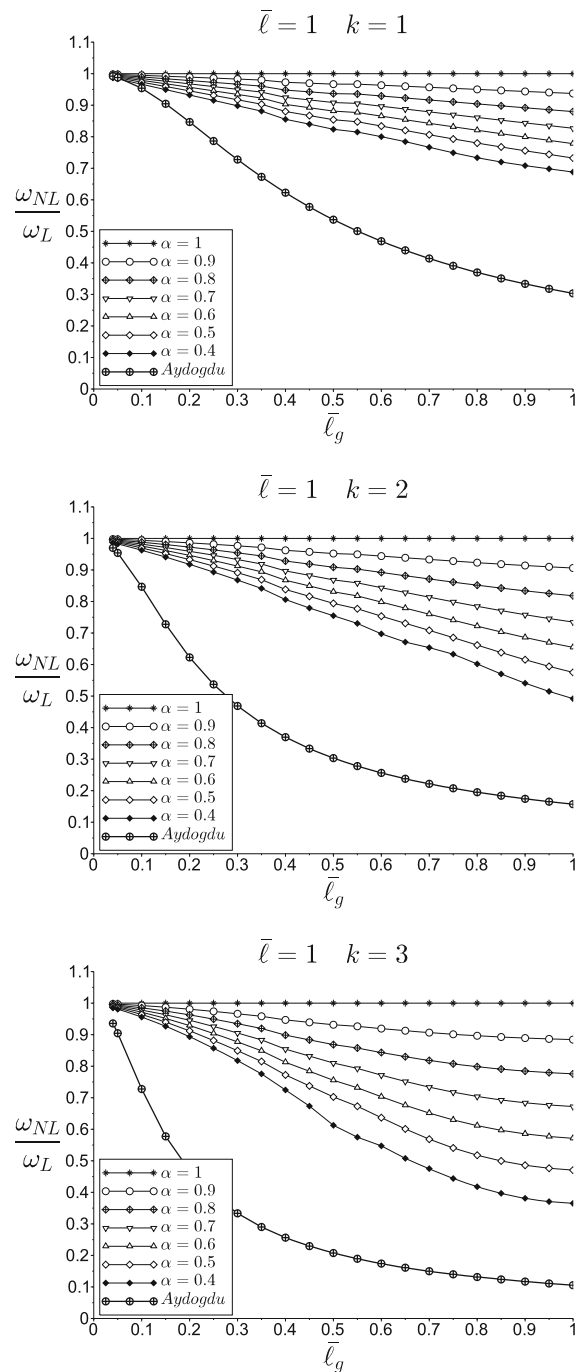 ℓ̅ = 1 k = 1
1.1
1
0.9
0.8
0.7
0.6
0.5
0.4
0.3
0.2
0.1
0
ω_NL
ω_L
α = 1
α = 0.9
α = 0.8
α = 0.7
α = 0.6
α = 0.5
α = 0.4
Aydogdu
0 0.1 0.2 0.3 0.4 0.5 0.6 0.7 0.8 0.9 1
ℓ̅_g
ℓ̅ = 1 k = 2
1.1
1
0.9
0.8
0.7
0.6
0.5
0.4
0.3
0.2
0.1
0
ω_NL
ω_L
α = 1
α = 0.9
α = 0.8
α = 0.7
α = 0.6
α = 0.5
α = 0.4
Aydogdu
0 0.1 0.2 0.3 0.4 0.5 0.6 0.7 0.8 0.9 1
ℓ̅_g
ℓ̅ = 1 k = 3
1.1
1
0.9
0.8
0.7
0.6
0.5
0.4
0.3
0.2
0.1
0
ω_NL
ω_L
α = 1
α = 0.9
α = 0.8
α = 0.7
α = 0.6
α = 0.5
α = 0.4
Aydogdu
0 0.1 0.2 0.3 0.4 0.5 0.6 0.7 0.8 0.9 1
ℓ̅_g